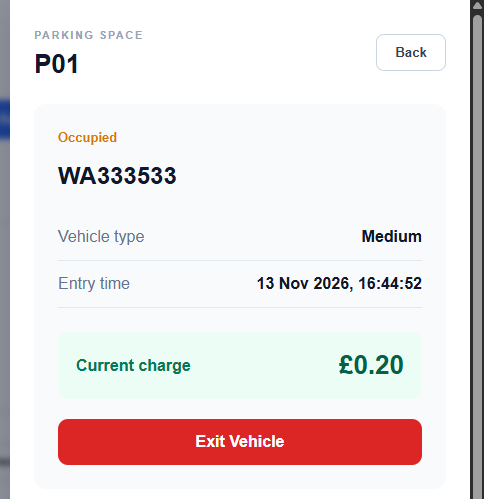 PARKING SPACE
P01
Back
Occupied
WA333533
Vehicle type Medium
Entry time 13 Nov 2026, 16:44:52
Current charge £0.20
Exit Vehicle